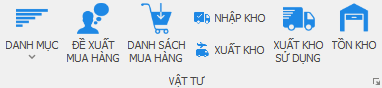 DANH MỤC
ĐỀ XUẤT
MUA HÀNG
DANH SÁCH
MUA HÀNG
NHẬP KHO
XUẤT KHO
XUẤT KHO
SỬ DỤNG
TỒN KHO
VẬT TƯ